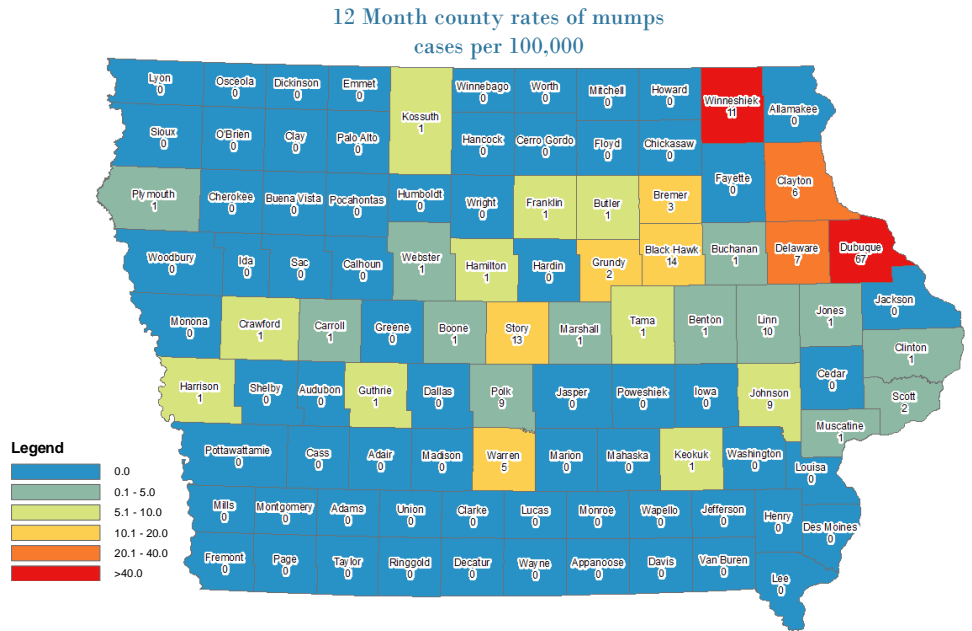 12 Month county rates of mumps
cases per 100,000
Lyon
0
Osceola
0
Dickinson
0
Emmet
0
Kossuth
1
Winnebago
0
Worth
0
Mitchell
0
Howard
0
Winneshiek
11
Allamakee
0
Sioux
0
O'Brien
0
Clay
0
Palo Alto
0
Hancock
0
Cerro Gordo
0
Floyd
0
Chickasaw
0
Plymouth
1
Cherokee
0
Buena Vista
0
Pocahontas
0
Humboldt
0
Wright
0
Franklin
1
Butler
1
Bremer
3
Fayette
0
Clayton
6
Woodbury
0
Ida
0
Sac
0
Calhoun
0
Webster
1
Hamilton
1
Hardin
0
Grundy
2
Black Hawk
14
Buchanan
1
Delaware
7
Dubuque
67
Monona
0
Crawford
1
Carroll
1
Greene
0
Boone
1
Story
13
Marshall
1
Tama
1
Benton
1
Linn
10
Jones
1
Jackson
0
Clinton
1
Harrison
1
Shelby
0
Audubon
0
Guthrie
1
Dallas
0
Polk
9
Jasper
0
Poweshiek
0
Iowa
0
Johnson
9
Cedar
0
Scott
2
Muscatine
1
Pottawattamie
0
Cass
0
Adair
0
Madison
0
Warren
5
Marion
0
Mahaska
0
Keokuk
1
Washington
0
Louisa
0
Mills
0
Montgomery
0
Adams
0
Union
0
Clarke
0
Lucas
0
Monroe
0
Wapello
0
Jefferson
0
Henry
0
Des Moines
0
Fremont
0
Page
0
Taylor
0
Ringgold
0
Decatur
0
Wayne
0
Appanoose
0
Davis
0
Van Buren
0
Lee
0
Legend
0.0
0.1 - 5.0
5.1 - 10.0
10.1 - 20.0
20.1 - 40.0
>40.0